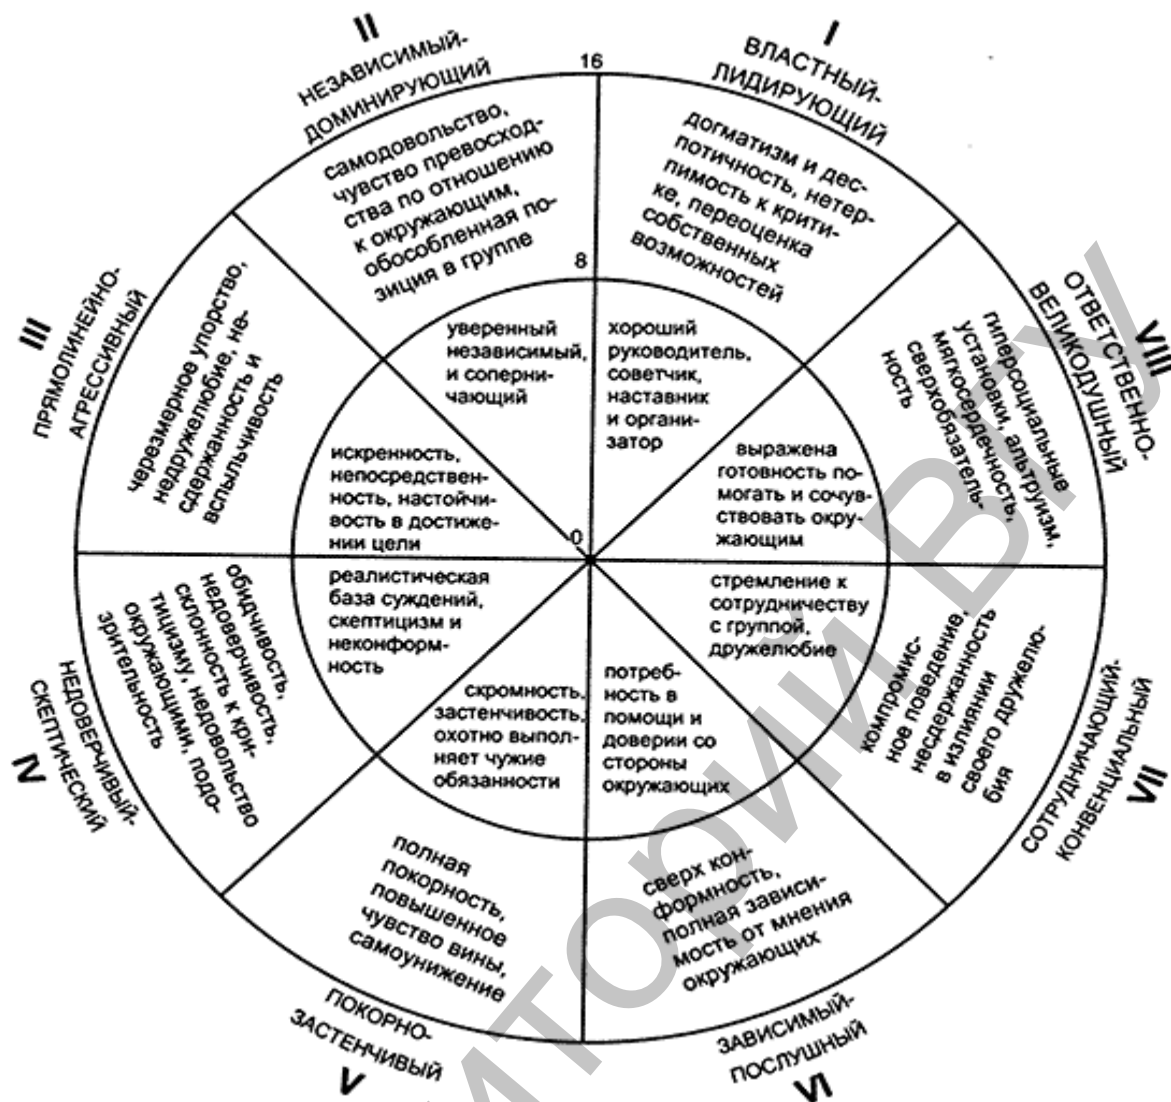 I
ВЛАСТНЫЙ-
ЛИДИРУЮЩИЙ
догматизм и дес-
потичность, нетер-
пимость к крити-
ке, переоценка
собственных
возможностей
хороший
руководитель,
советчик,
наставник
и органи-
затор
II
НЕЗАВИСИМЫЙ-
ДОМИНИРУЮЩИЙ
самодовольство,
чувство превосход-
ства по отношению
к окружающим,
обособленная по-
зиция в группе
уверенный
независимый,
и соперни-
чающий
III
ПРЯМОЛИНЕЙНО-
АГРЕССИВНЫЙ
черезмерное упорство,
недружелюбие, не-
сдержанность и
вспыльчивость
искренность,
непосредствен-
ность, настойчи-
вость в достиже-
нии цели
IV
НЕДОВЕРЧИВЫЙ-
СКЕПТИЧЕСКИЙ
обидчивость,
недоверчивость,
склонность к кри-
тицизму, недовольство
окружающими, подо-
зрительность
реалистическая
база суждений,
скептицизм и
неконформ-
ность
V
ПОКОРНО-
ЗАСТЕНЧИВЫЙ
полная
покорность,
повышенное
чувство вины,
самоунижение
скромность,
застенчивость,
охотно выпол-
няет чужие
обязанности
VI
ЗАВИСИМЫЙ-
ПОСЛУШНЫЙ
сверх кон-
формность,
полная зависи-
мость от мнения
окружающих
потреб-
ность в
помощи и
доверии со
стороны
окружающих
VII
СОТРУДНИЧАЮЩИЙ-
КОНВЕНЦИАЛЬНЫЙ
компромис-
ное поведение,
несдержанность
в излиянии
своего дружелю-
бия
стремление к
сотрудничеству
с группой,
дружелюбие
VIII
ОТВЕТСТВЕННО-
ВЕЛИКОДУШНЫЙ
гиперсоциальные
установки, альтруизм,
мягкосердечность,
сверхобязатель-
ность
выражена
готовность по-
могать и сочув-
ствовать окру-
жающим
16
8
0
иторий ВГУ